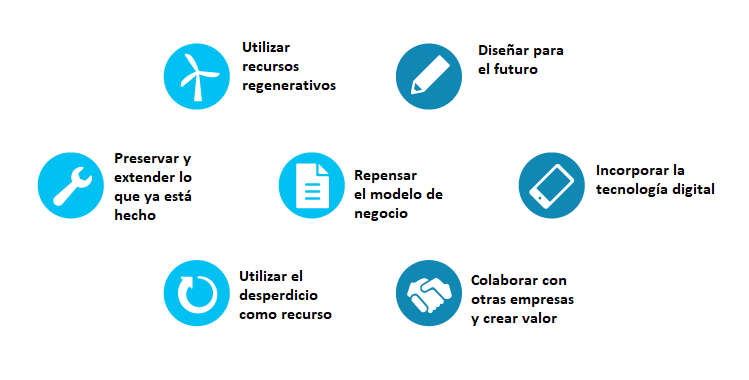 Utilizar
recursos
regenerativos
Diseñar para
el futuro
Preservar y
extender lo
que ya está
hecho
Repensar
el modelo de
negocio
Incorporar la
tecnología digital
Utilizar el
desperdicio
como recurso
Colaborar con
otras empresas
y crear valor